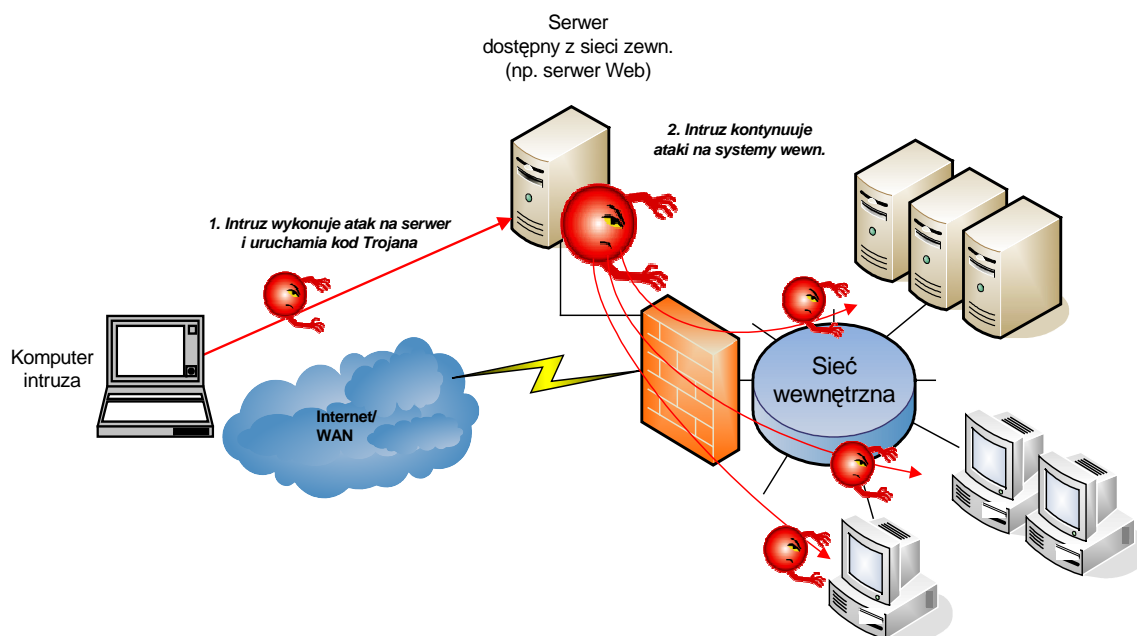 Serwer
dostępny z sieci zewn.
(np. serwer Web)
2. Intruz kontynuuje
ataki na systemy wewn.
1. Intruz wykonuje atak na serwer
i uruchamia kod Trojana
Komputer
intruza
Internet/
WAN
Sieć
wewnętrzna